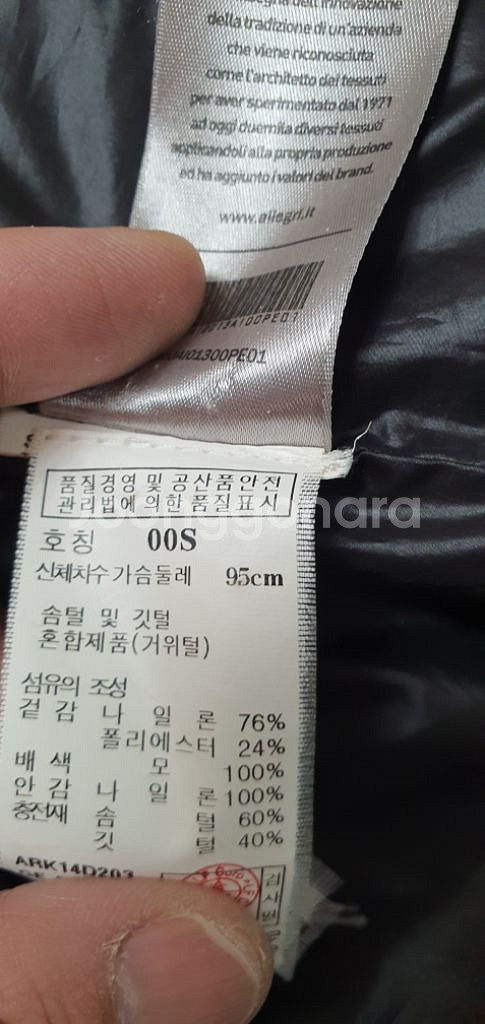 dell'innovazione
della tradizione di un'azienda
che viene riconosciuta
come l'architetto dei tessuti
per aver sperimentato dal 1971
ad oggi duemila diversi tessuti
applicandoli alla propria produzione
ed ha aggiunto i valori del brand.
www.allegri.it
품질경영 및 공산품안전
관리법에 의한 품질표시
호칭 00S
신체치수 가슴둘레 95cm
솜털 및 깃털
혼합제품(거위털)
섬유의 조성
겉감 나일론 76%
폴리에스터 24%
배색 모 100%
안감 나일론 100%
충전재 솜털 60%
깃털 40%
ARK14D203
검사필